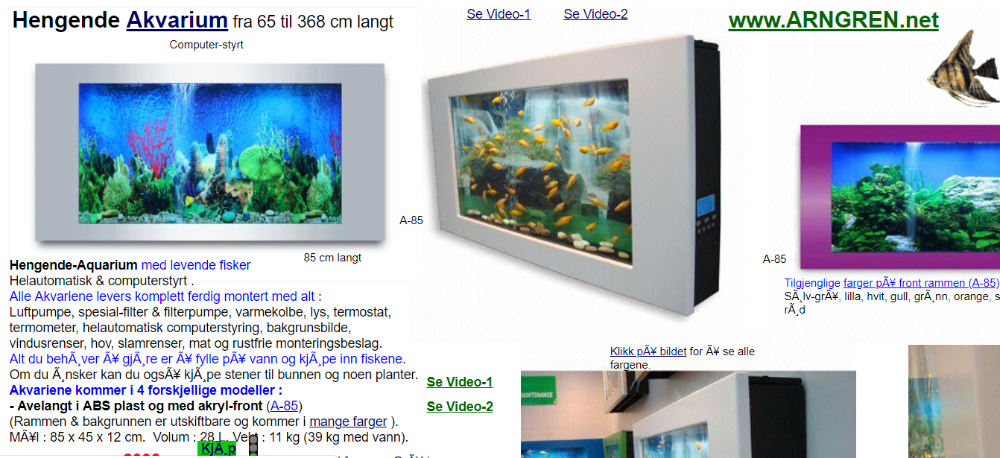 Hengende Akvarium fra 65 til 368 cm langt
Computer-styrt
Se Video-1 Se Video-2
www.ARNGREN.net
A-85
85 cm langt
Hengende-Aquarium med levende fisker
Helautomatisk & computerstyrt .
Alle Akvariene levers komplett ferdig montert med alt :
Luftpumpe, spesial-filter & filterpumpe, varmekolbe, lys, termostat,
termometer, helautomatisk computerstyring, bakgrunsbilde,
vindusrenser, hov, slamrenser, mat og rustfrie monteringsbeslag.
Alt du behÃ¸ver Ã¥ gjÃ¸re er Ã¥ fylle pÃ¥ vann og kjÃ¸pe inn fiskene.
Om du Ã¸nsker kan du ogsÃ¥ kjÃ¸pe stener til bunnen og noen planter.
Akvariene kommer i 4 forskjellige modeller :
- Avelangt i ABS plast og med akryl-front (A-85)
(Rammen & bakgrunnen er utskiftbare og kommer i mange farger ).
MÃ¥l : 85 x 45 x 12 cm. Volum : 28 L . Vekt : 11 kg (39 kg med vann).
KjÃ¸p
Se Video-1
Se Video-2
A-85
Tilgjenglige farger pÃ¥ front rammen (A-85)
SÃ¸lv-grÃ¥, lilla, hvit, gull, grÃ¸nn, orange, s
rÃ¸d
Klikk pÃ¥ bildet for Ã¥ se alle
fargene.
MAINTENANCE